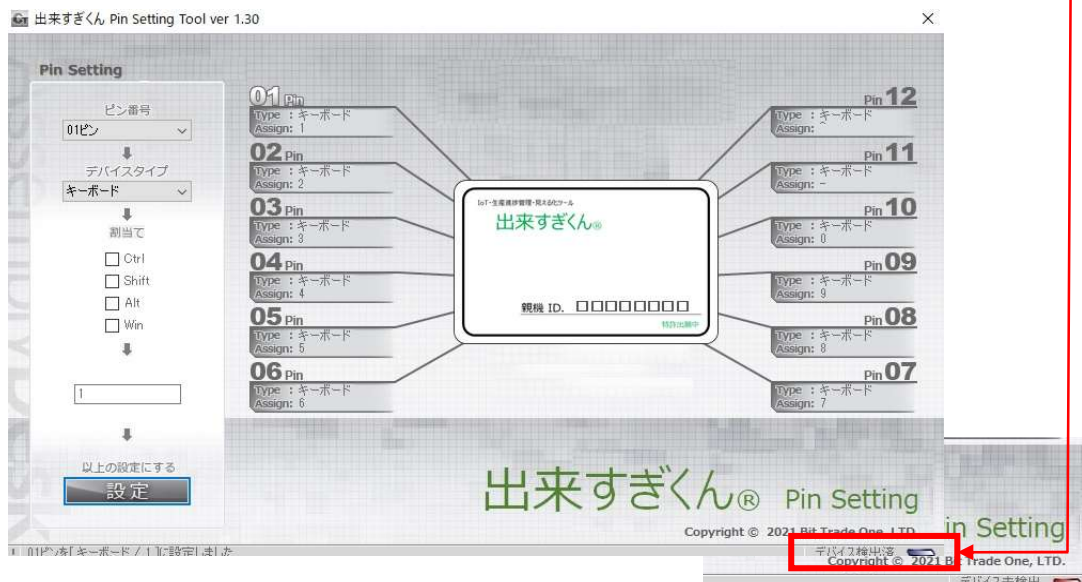 出来すぎくん Pin Setting Tool ver 1.30
Pin Setting
ピン番号
01ピン
デバイスタイプ
キーボード
割当て
Ctrl
Shift
Alt
Win
1
以上の設定にする
設定
01 Pin
Type : キーボード
Assign: 1
02 Pin
Type : キーボード
Assign: 2
03 Pin
Type : キーボード
Assign: 3
04 Pin
Type : キーボード
Assign: 4
05 Pin
Type : キーボード
Assign: 5
06 Pin
Type : キーボード
Assign: 6
IoT・生産進捗管理・見える化ツール
出来すぎくん®
親機 ID. □□□□□□□□
特許出願中
Pin 12
Type : キーボード
Assign: ^
Pin 11
Type : キーボード
Assign: -
Pin 10
Type : キーボード
Assign: 0
Pin 09
Type : キーボード
Assign: 9
Pin 08
Type : キーボード
Assign: 8
Pin 07
Type : キーボード
Assign: 7
出来すぎくん® Pin Setting
Copyright © 2021 Bit Trade One, LTD.
01ピンを[ キーボード / 1 ]に設定しました
デバイス検出済
in Setting
Copyright © 2021 Bit Trade One, LTD.
デバイス未検出